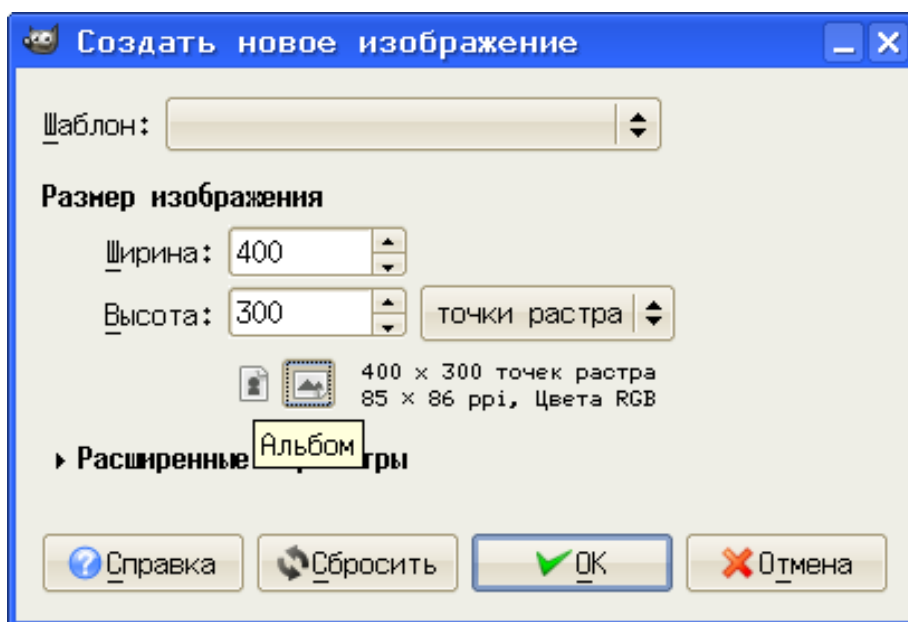 Создать новое изображение
Шаблон:
Размер изображения
Ширина: 400
Высота: 300 точки растра
400 × 300 точек растра
85 × 86 ppi, Цвета RGB
Альбом
Расширенные тры
Справка Сбросить OK Отмена